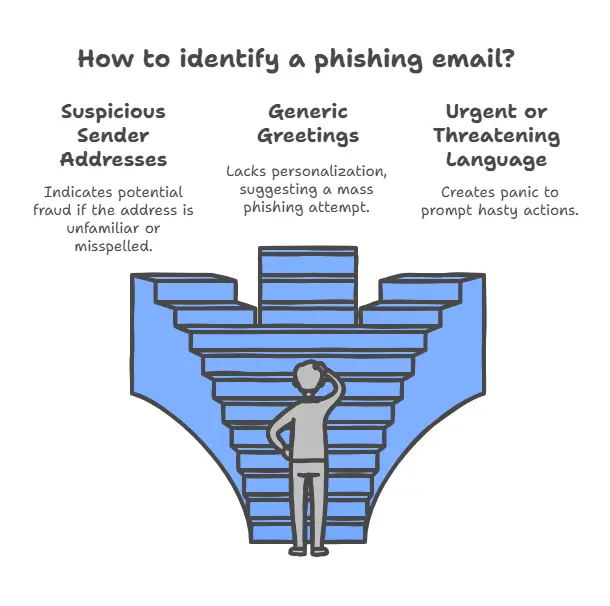 How to identify a phishing email?
Suspicious
Sender
Addresses
Indicates potential
fraud if the address is
unfamiliar or
misspelled.
Generic
Greetings
Lacks personalization,
suggesting a mass
phishing attempt.
Urgent or
Threatening
Language
Creates panic to
prompt hasty actions.